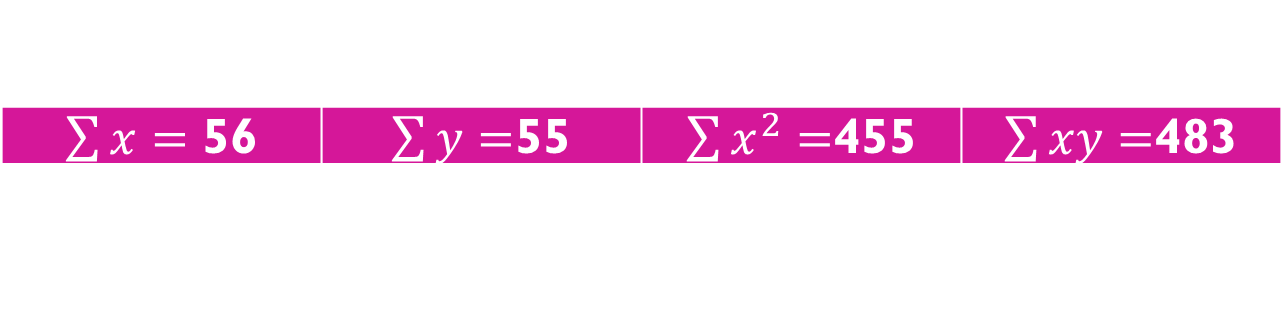 ∑ x = 56 ∑ y =55 ∑ x² =455 ∑ xy =483